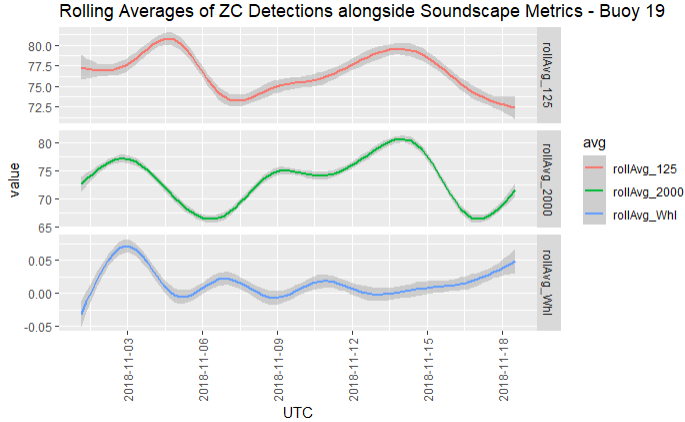 Rolling Averages of ZC Detections alongside Soundscape Metrics - Buoy 19
value
80.0
77.5
75.0
72.5
rollAvg_125
80
75
70
65
rollAvg_2000
0.05
0.00
-0.05
rollAvg_Whl
2018-11-03
2018-11-06
2018-11-09
2018-11-12
2018-11-15
2018-11-18
UTC
avg
rollAvg_125
rollAvg_2000
rollAvg_Whl